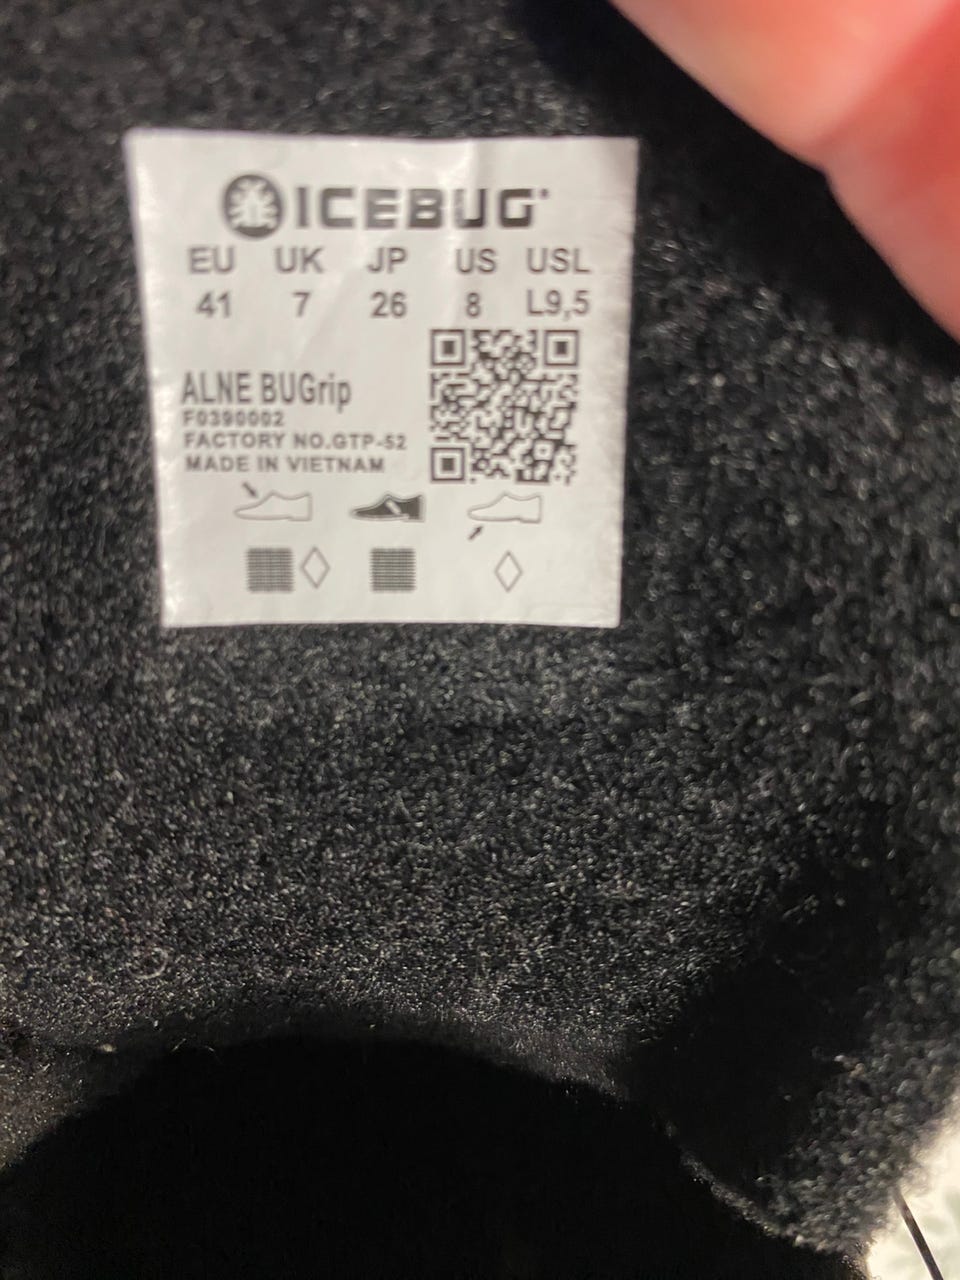 ICEBUG
EU UK JP US USL
41 7 26 8 L9,5
ALNE BUGrip
F0390002
FACTORY NO.GTP-52
MADE IN VIETNAM